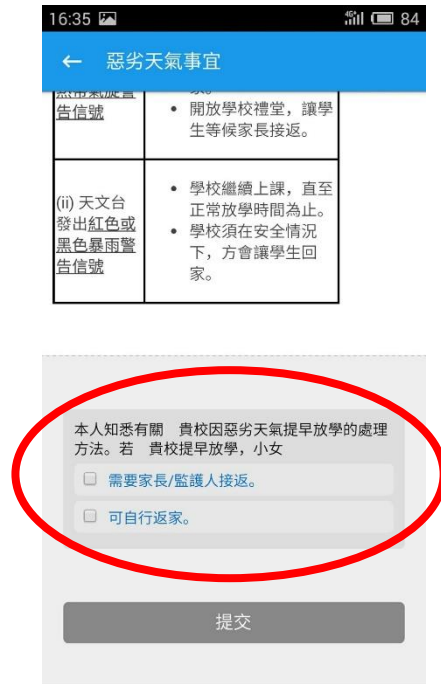 16:35 4G 84
← 惡劣天氣事宜
告信號
• 開放學校禮堂，讓學
生等候家長接返。
(ii) 天文台
發出紅色或
黑色暴雨警
告信號
• 學校繼續上課，直至
正常放學時間為止。
• 學校須在安全情況
下，方會讓學生回
家。
本人知悉有關　貴校因惡劣天氣提早放學的處理
方法。若　貴校提早放學，小女
需要家長/監護人接返。
可自行返家。
提交